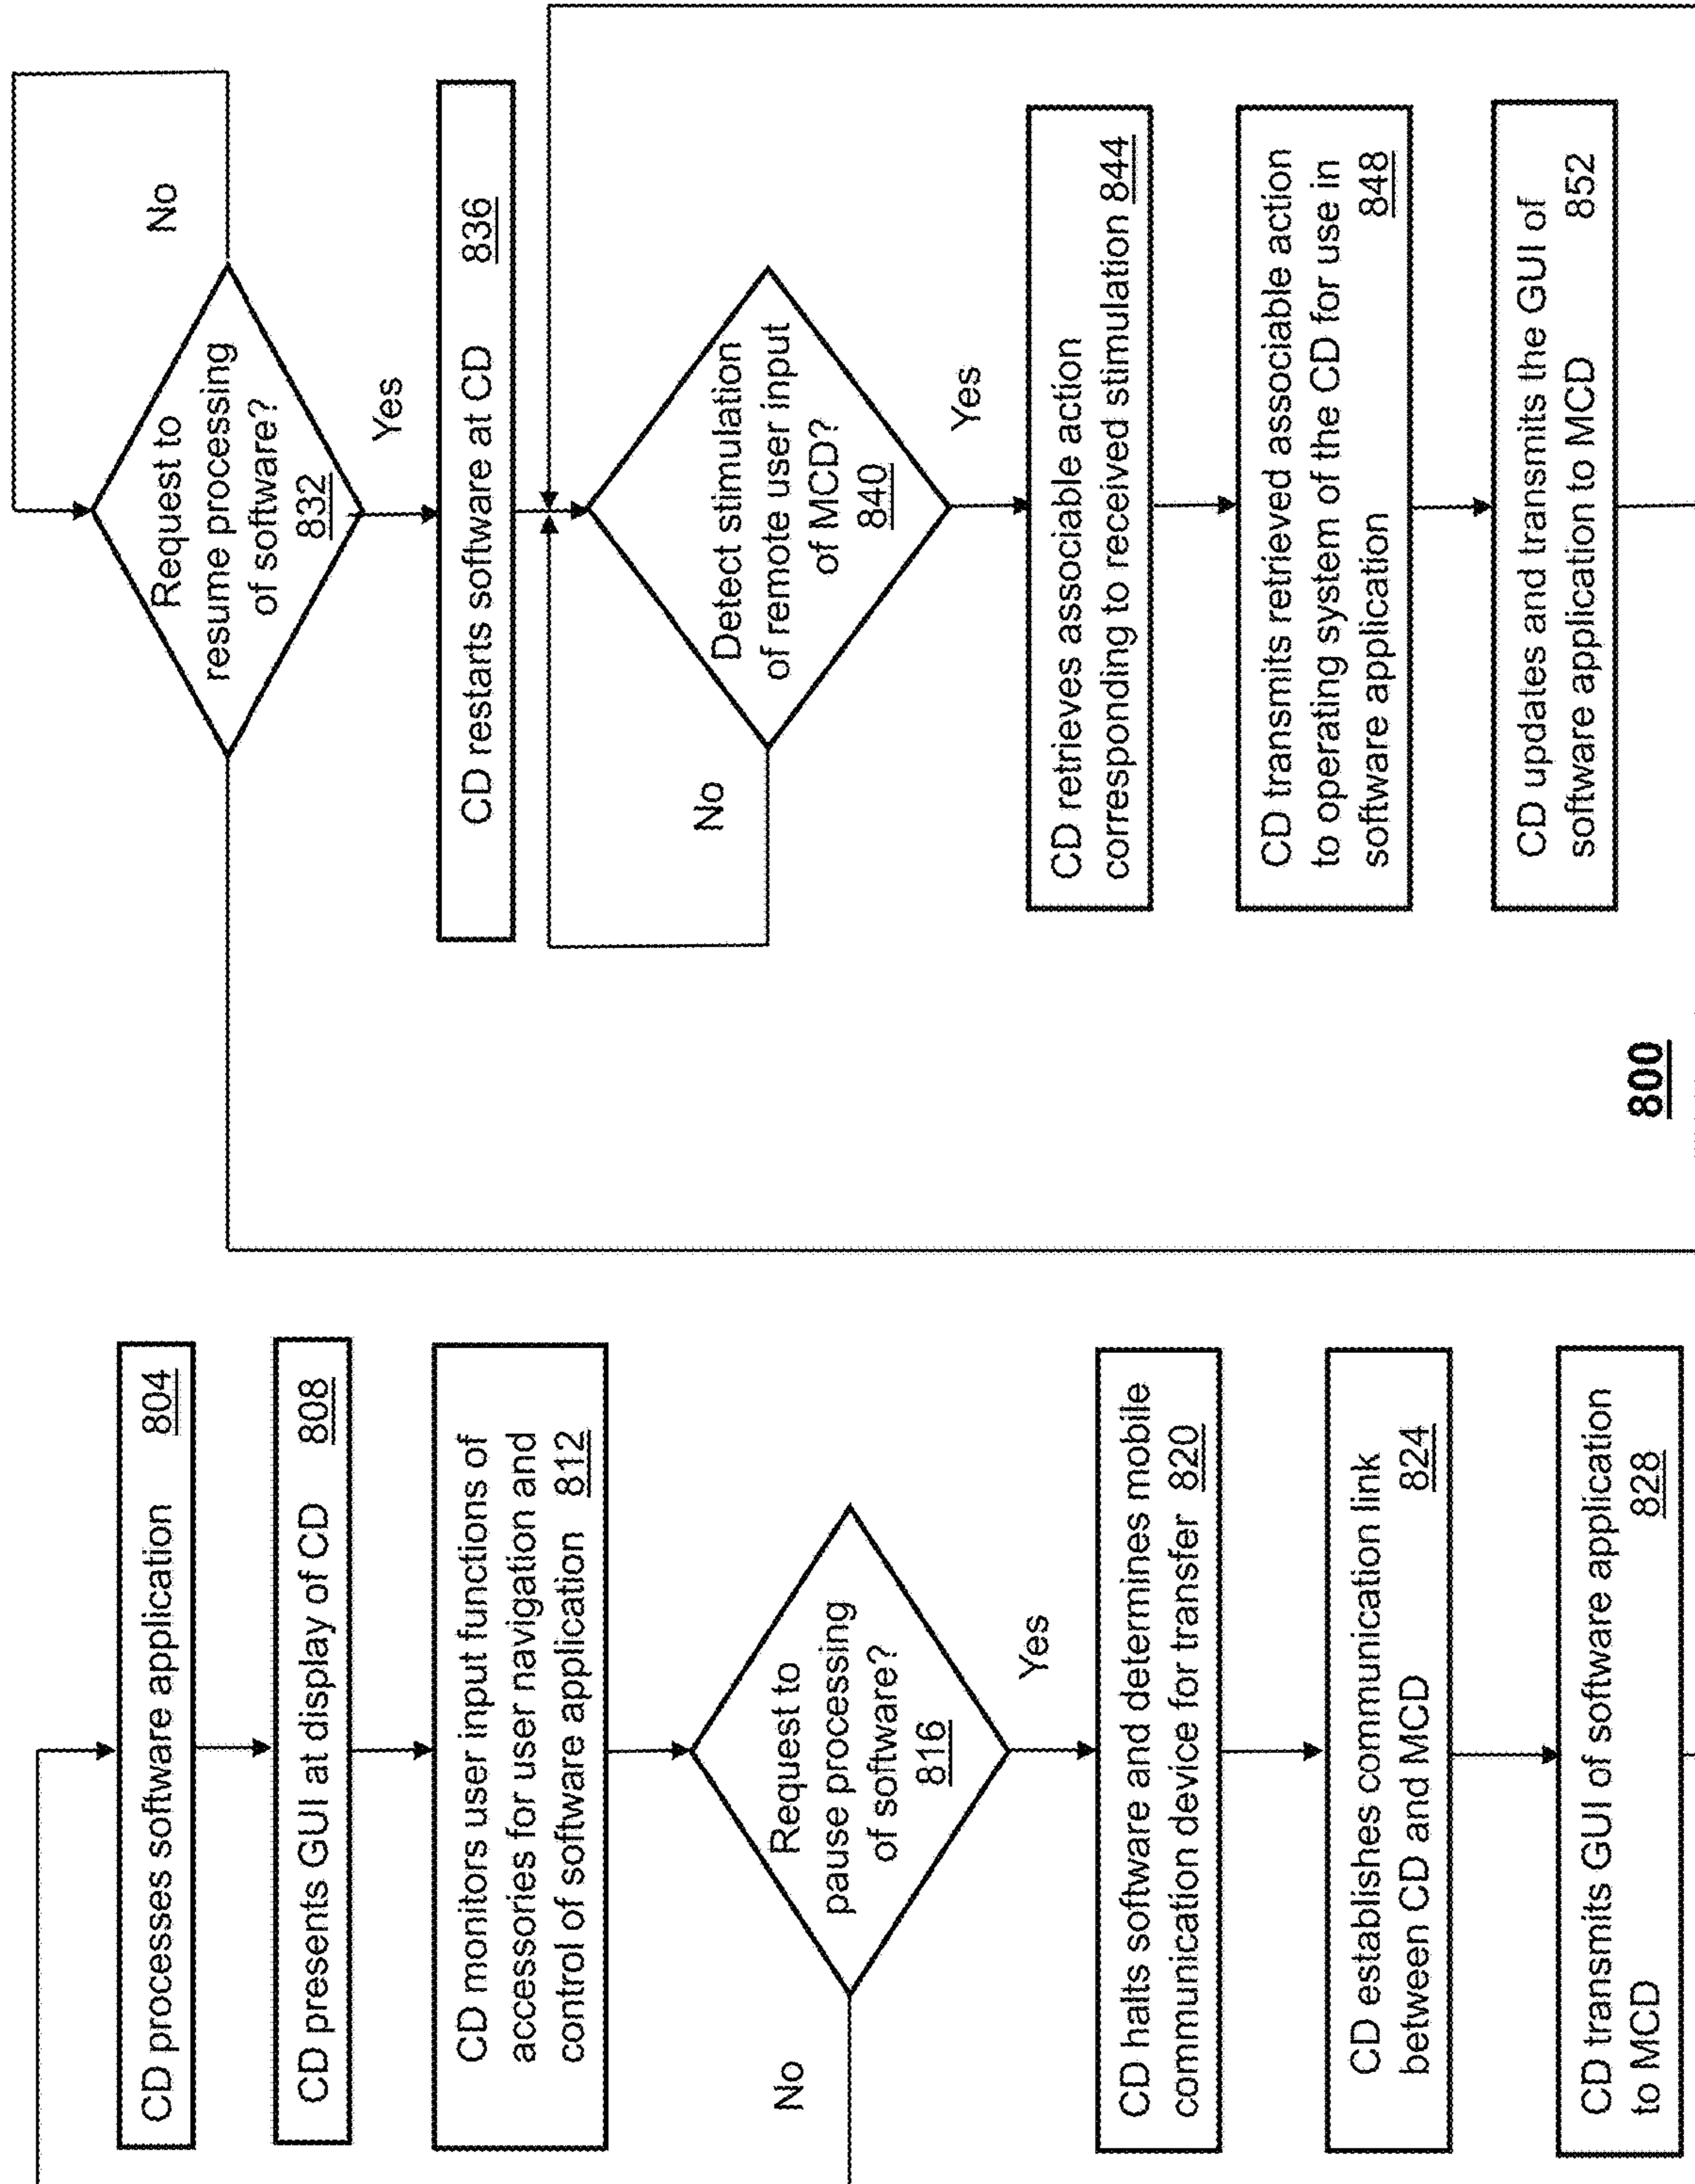 CD processes software application 804
CD presents GUI at display of CD 808
CD monitors user input functions of
accessories for user navigation and
control of software application 812
Request to
pause processing
of software?
816
No
Yes
CD halts software and determines mobile
communication device for transfer 820
CD establishes communication link
between CD and MCD 824
CD transmits GUI of software application
to MCD 828
Request to
resume processing
of software?
832
No
Yes
CD restarts software at CD 836
Detect stimulation
of remote user input
of MCD?
840
No
Yes
CD retrieves associable action
corresponding to received stimulation 844
CD transmits retrieved associable action
to operating system of the CD for use in
software application 848
CD updates and transmits the GUI of
software application to MCD 852
800